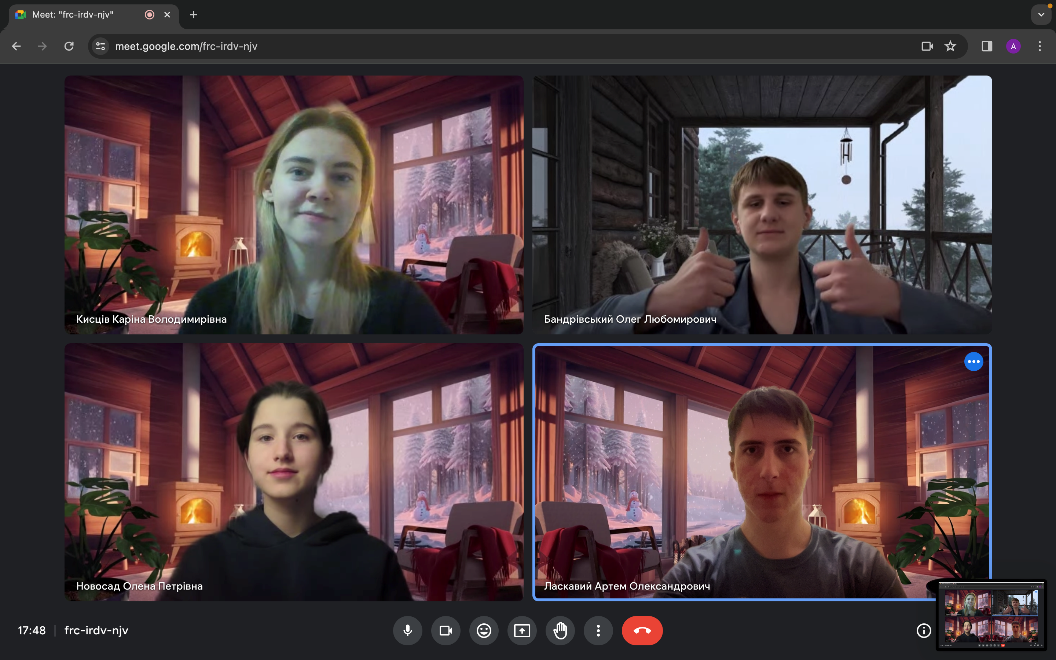 Meet: "frc-irdv-njv"
meet.google.com/frc-irdv-njv
A
Кисців Каріна Володимирівна
Бандрівський Олег Любомирович
Новосад Олена Петрівна
Ласкавий Артем Олександрович
17:48
frc-irdv-njv